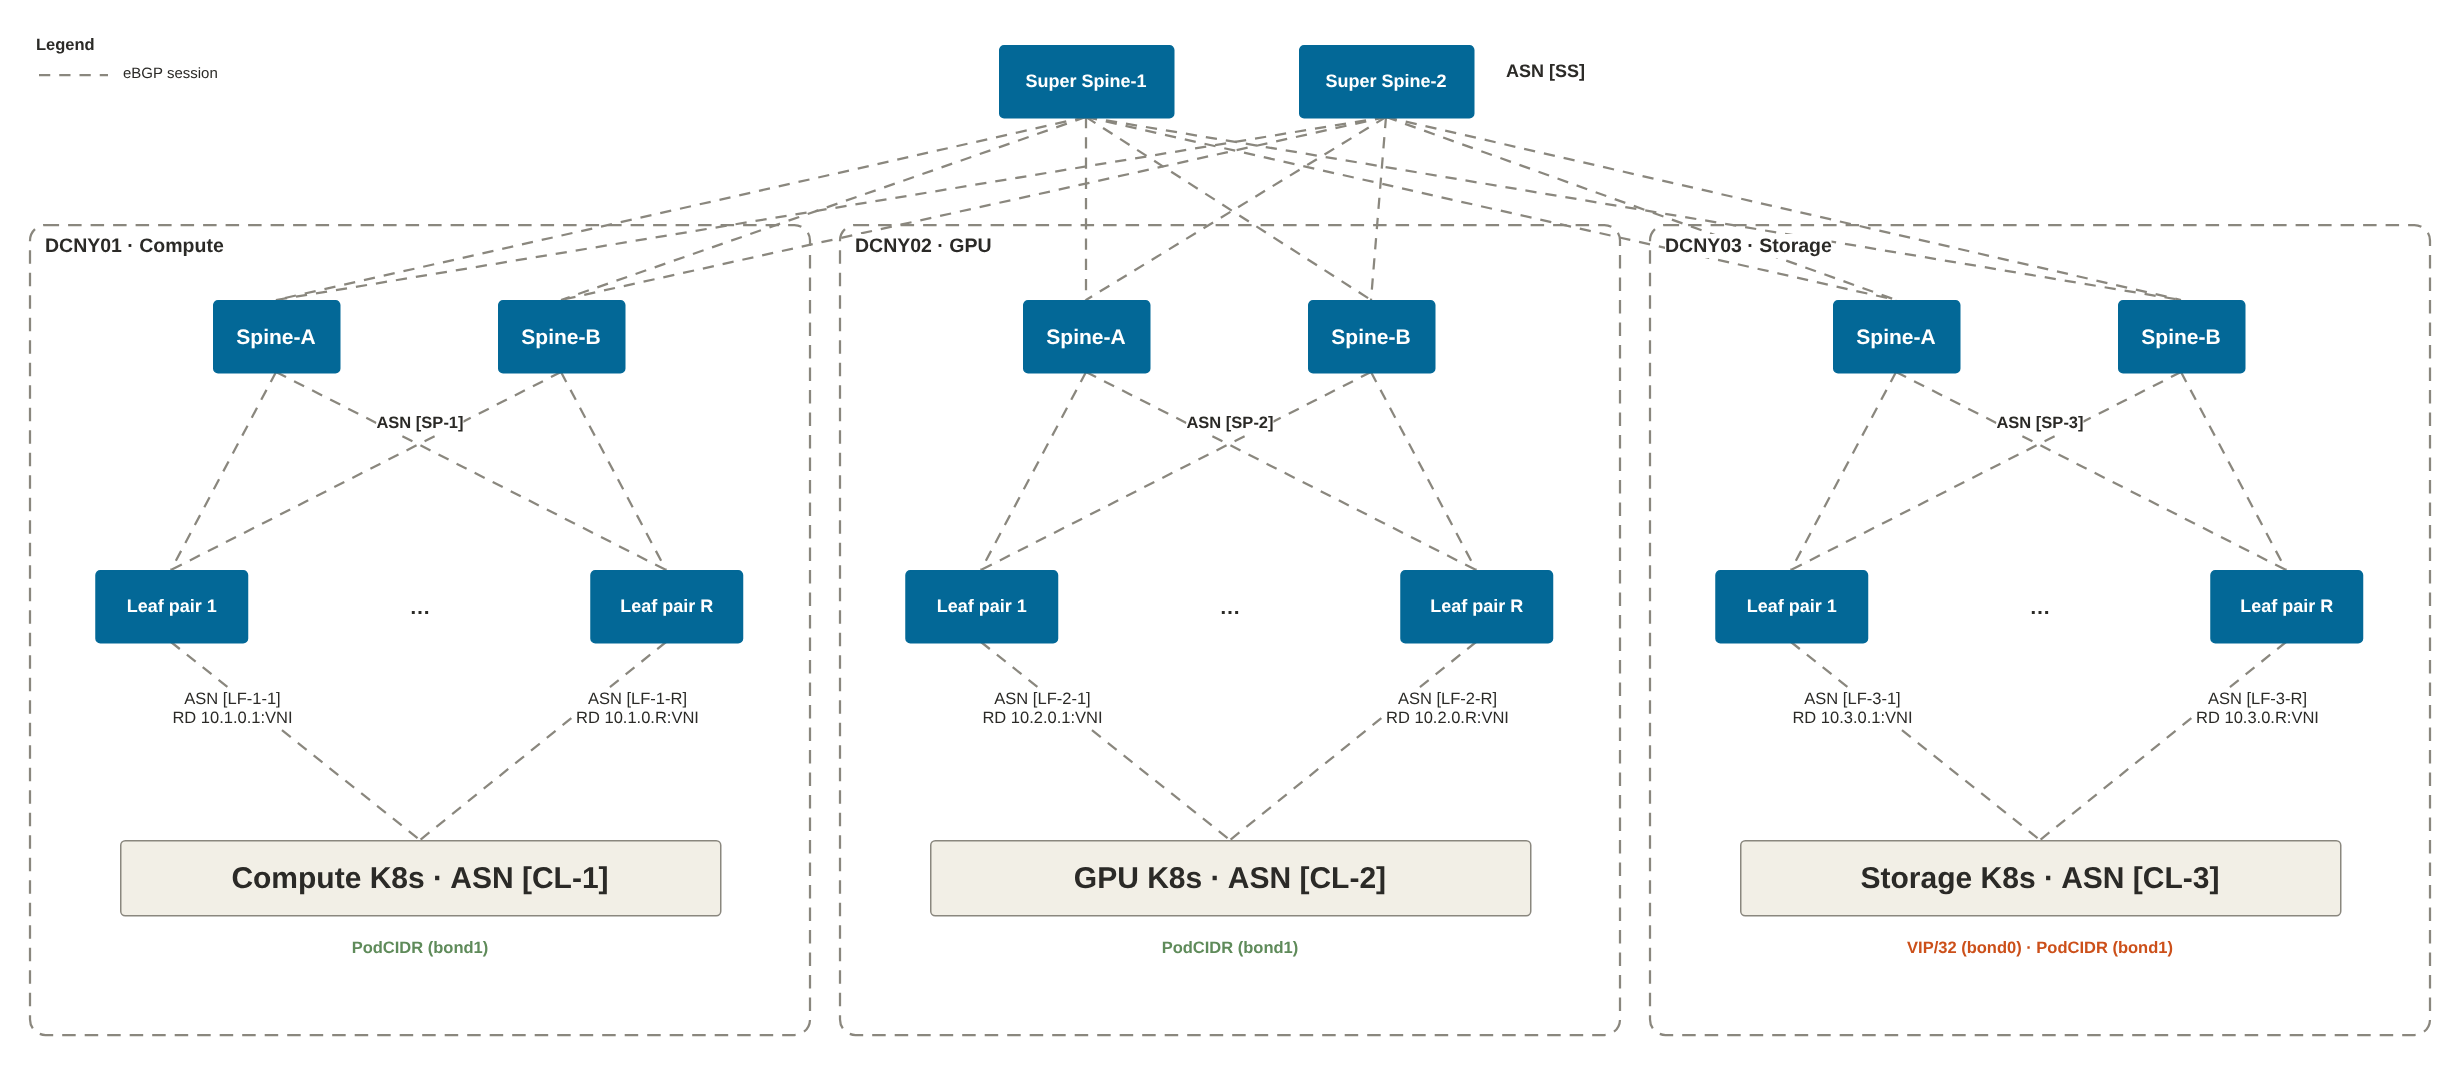 Legend
eBGP session
Super Spine-1
Super Spine-2
ASN [SS]
DCNY01 · Compute
Spine-A
Spine-B
ASN [SP-1]
Leaf pair 1
...
Leaf pair R
ASN [LF-1-1]
RD 10.1.0.1:VNI
ASN [LF-1-R]
RD 10.1.0.R:VNI
Compute K8s · ASN [CL-1]
PodCIDR (bond1)
DCNY02 · GPU
Spine-A
Spine-B
ASN [SP-2]
Leaf pair 1
...
Leaf pair R
ASN [LF-2-1]
RD 10.2.0.1:VNI
ASN [LF-2-R]
RD 10.2.0.R:VNI
GPU K8s · ASN [CL-2]
PodCIDR (bond1)
DCNY03 · Storage
Spine-A
Spine-B
ASN [SP-3]
Leaf pair 1
...
Leaf pair R
ASN [LF-3-1]
RD 10.3.0.1:VNI
ASN [LF-3-R]
RD 10.3.0.R:VNI
Storage K8s · ASN [CL-3]
VIP/32 (bond0) · PodCIDR (bond1)